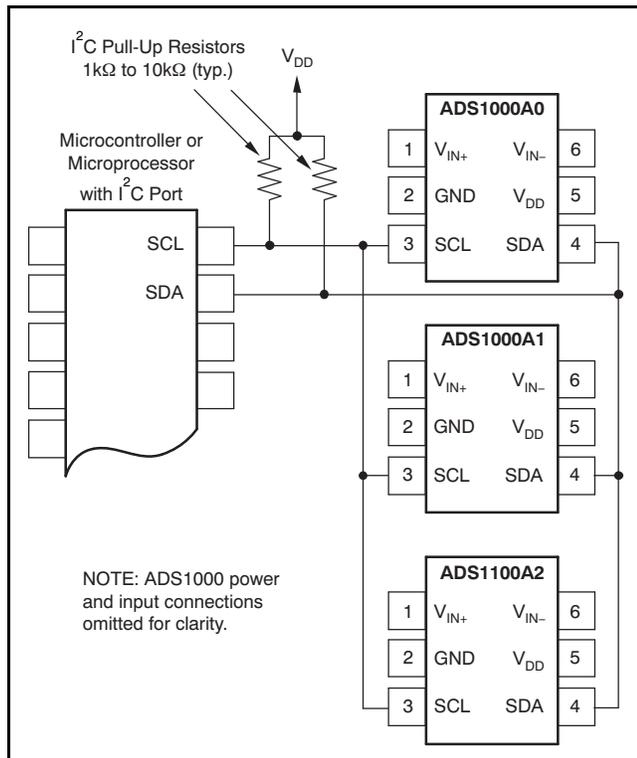 I²C Pull-Up Resistors
1kΩ to 10kΩ (typ.)
V_DD
Microcontroller or
Microprocessor
with I²C Port
SCL
SDA
ADS1000A0
1 V_IN+ V_IN– 6
2 GND V_DD 5
3 SCL SDA 4
ADS1000A1
1 V_IN+ V_IN– 6
2 GND V_DD 5
3 SCL SDA 4
ADS1100A2
1 V_IN+ V_IN– 6
2 GND V_DD 5
3 SCL SDA 4
NOTE: ADS1000 power
and input connections
omitted for clarity.